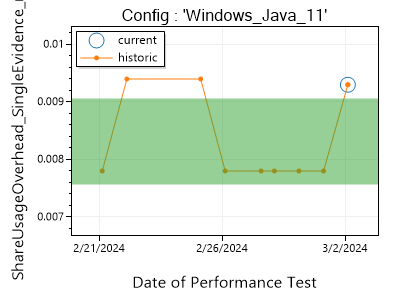 Config : 'Windows_Java_11'
current
historic
ShareUsageOverhead_SingleEvidence_
0.01
0.009
0.008
0.007
2/21/2024
2/26/2024
3/2/2024
Date of Performance Test